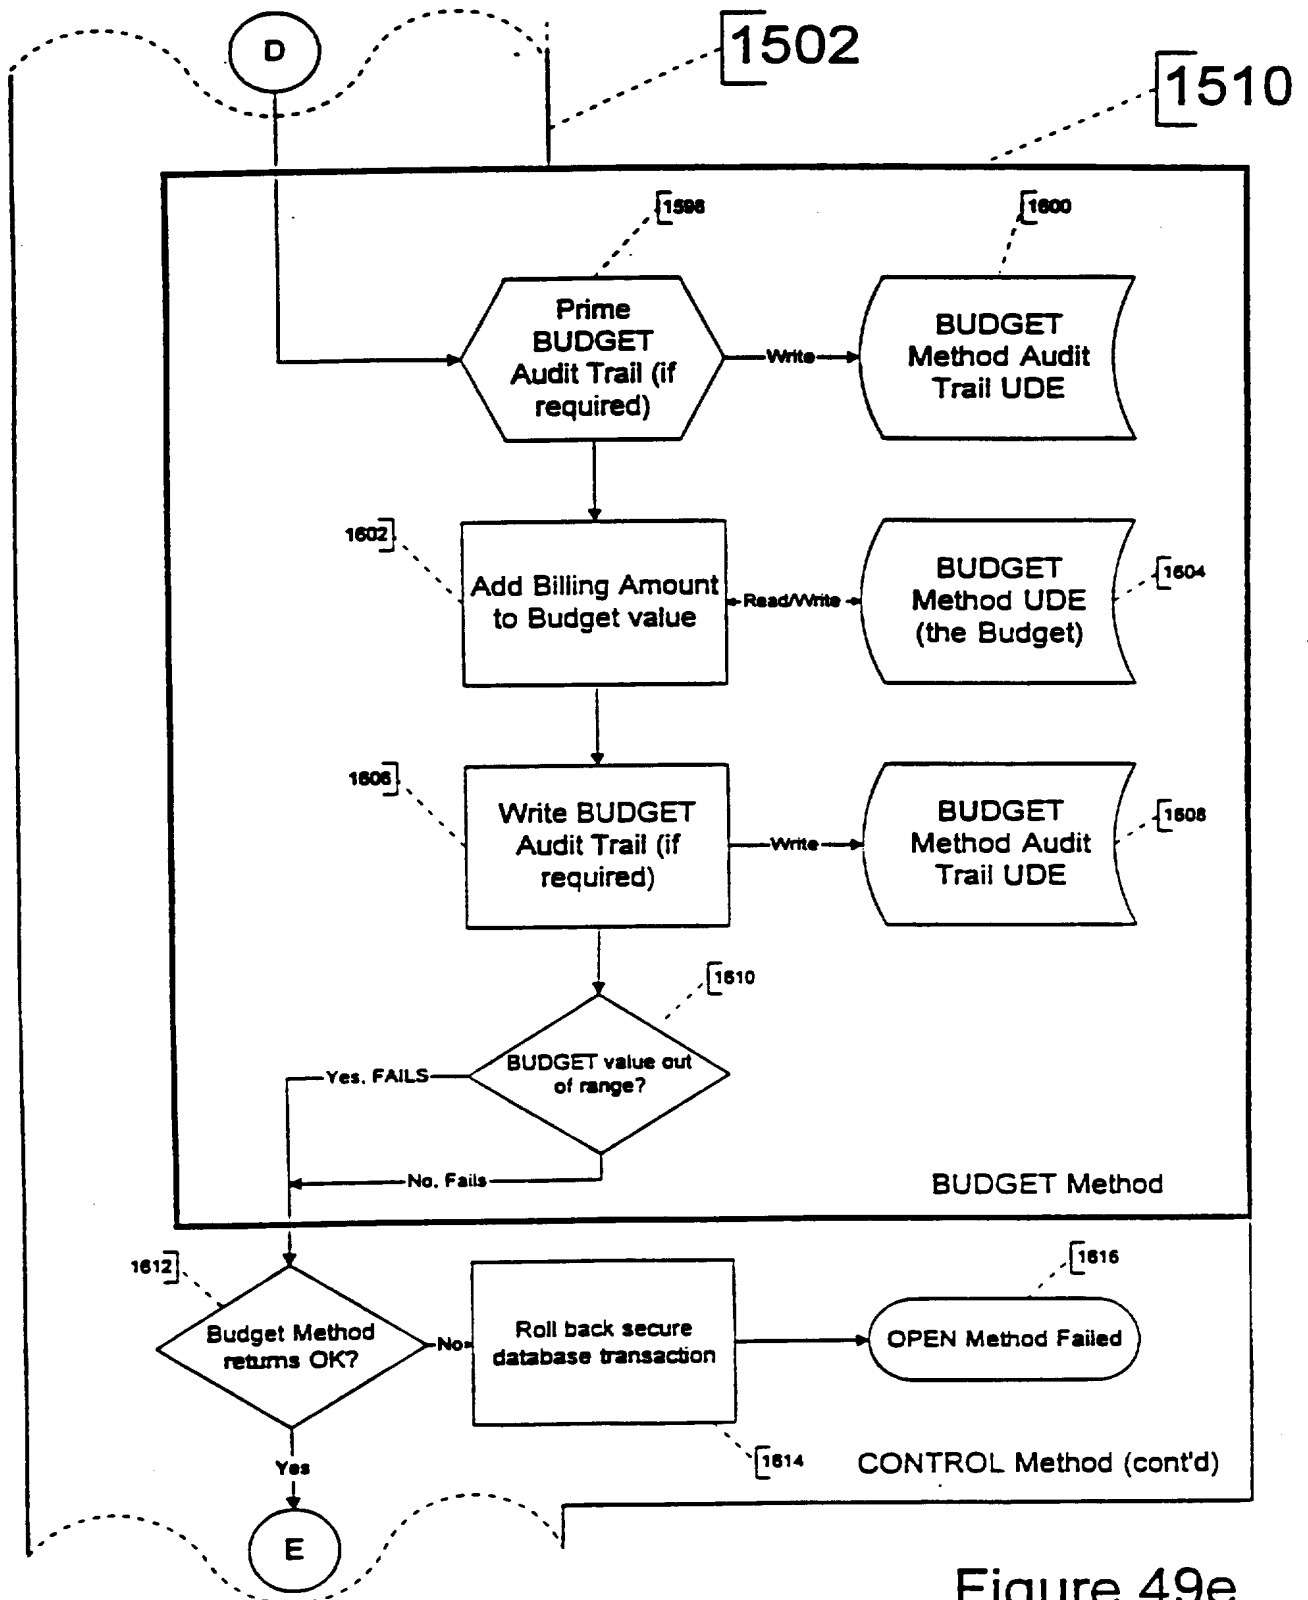 D
1502
1510
1598
1600
Prime
BUDGET
Audit Trail (if
required)
Write
BUDGET
Method Audit
Trail UDE
1602
Add Billing Amount
to Budget value
Read/Write
BUDGET
Method UDE
(the Budget)
1604
1606
Write BUDGET
Audit Trail (if
required)
Write
BUDGET
Method Audit
Trail UDE
1608
1610
BUDGET value out
of range?
Yes, FAILS
No, Fails
BUDGET Method
1612
Budget Method
returns OK?
No
Roll back secure
database transaction
1616
OPEN Method Failed
1614
CONTROL Method (cont'd)
Yes
E
Figure 49e